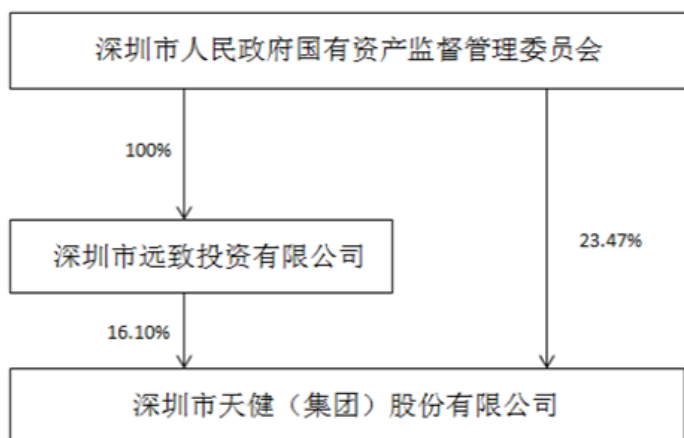 深圳市人民政府国有资产监督管理委员会
100%
深圳市远致投资有限公司
23.47%
16.10%
深圳市天健（集团）股份有限公司